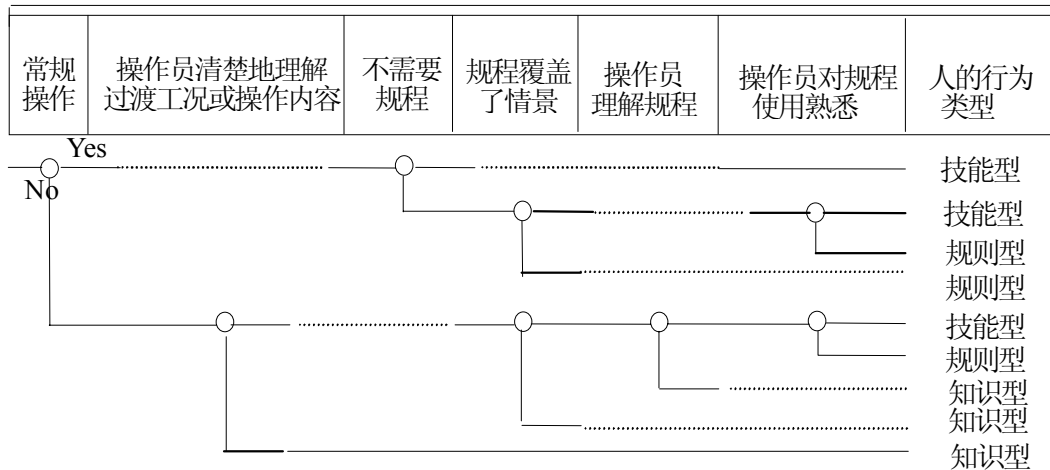 常规
操作
操作员清楚地理解
过渡工况或操作内容
不需要
规程
规程覆盖
了情景
操作员
理解规程
操作员对规程
使用熟悉
人的行为
类型
Yes
No
技能型
技能型
规则型
规则型
技能型
规则型
知识型
知识型
知识型